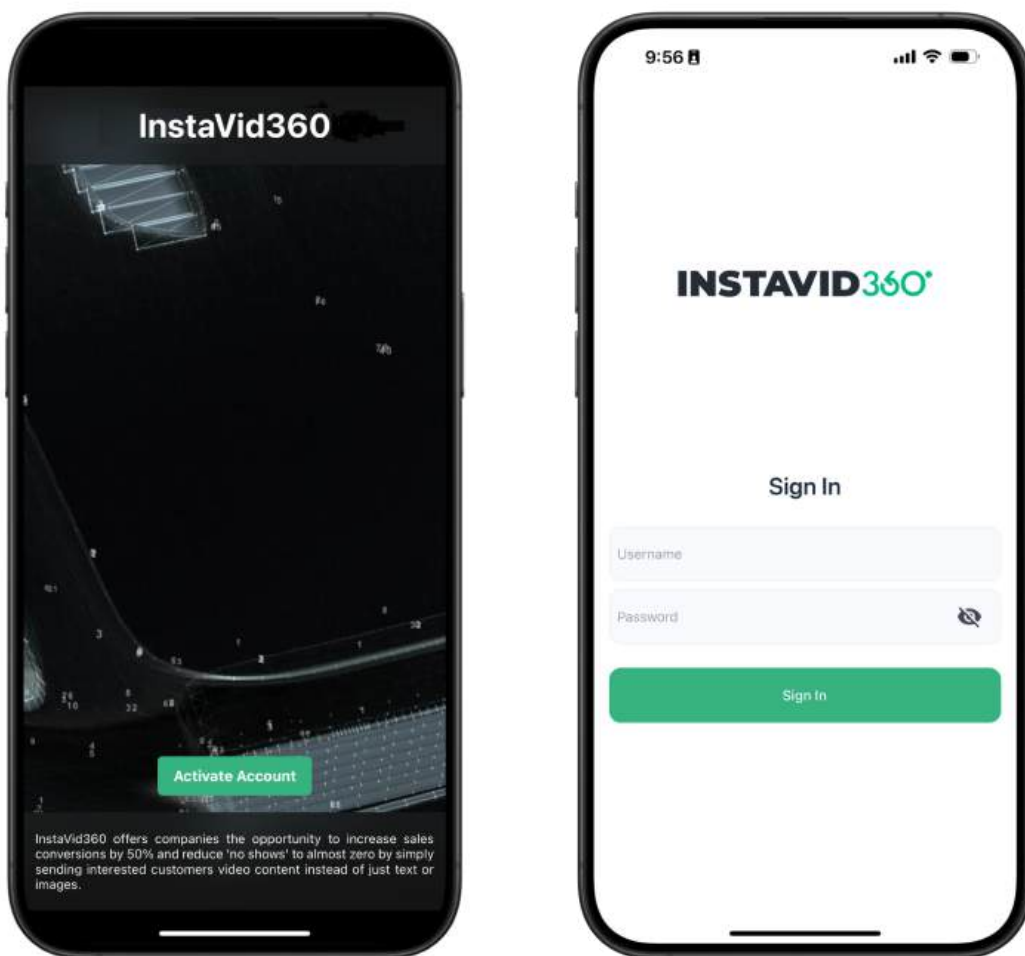 InstaVid360
Activate Account
InstaVid360 offers companies the opportunity to increase sales
conversions by 50% and reduce 'no shows' to almost zero by simply
sending interested customers video content instead of just text or
images.
9:56
INSTAVID360
Sign In
Username
Password
Sign In